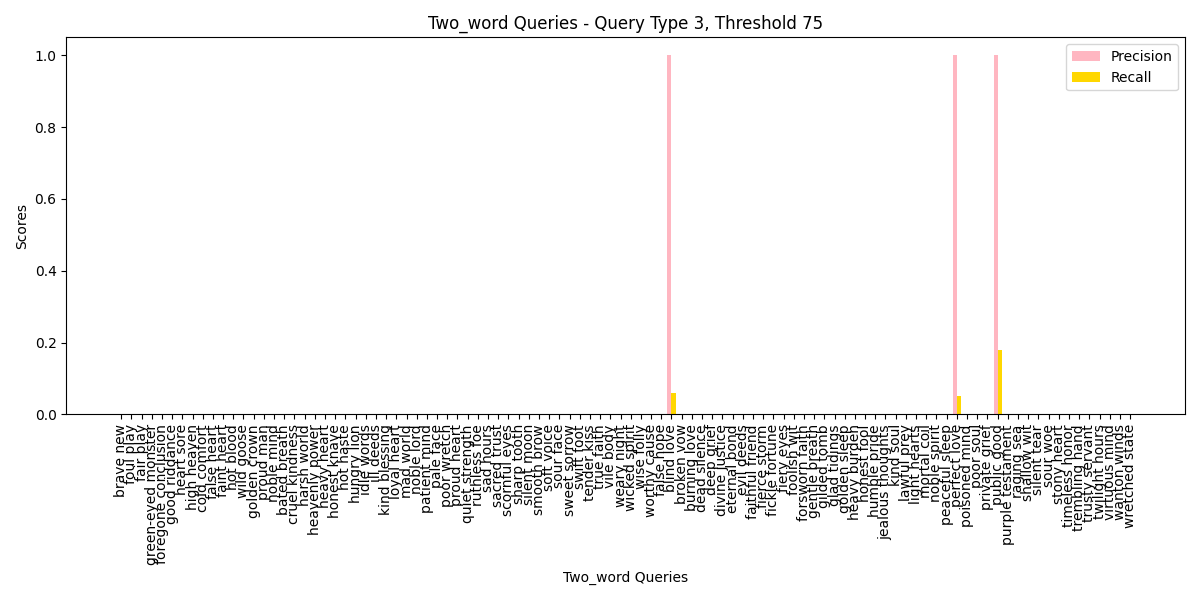 Two_word Queries - Query Type 3, Threshold 75
Precision
Recall
Scores
1.0
0.8
0.6
0.4
0.2
0.0
brave new
foul play
fair play
green-eyed monster
foregone conclusion
good riddance
heart sore
high heaven
cold comfort
false heart
faint heart
hot blood
wild goose
golden crown
proud man
noble mind
bated breath
cruel kindness
harsh world
heavenly power
heavy heart
honest knave
hot haste
hungry lion
idle words
ill deeds
kind blessing
loyal heart
mad world
noble lord
patient mind
pale face
poor wretch
proud heart
quiet strength
ruthless foe
sad hours
sacred trust
scornful eyes
sharp tooth
silent moon
smooth brow
soft voice
sour face
sweet sorrow
swift foot
tender kiss
true faith
vile body
weary night
wicked spirit
wise folly
worthy cause
pale hope
blind love
broken vow
burning love
dead silence
deep grief
divine justice
eternal bond
evil deeds
faithful friend
fierce storm
fickle fortune
fiery eyes
foolish wit
forsworn faith
gentle breath
gilded tomb
glad tidings
golden sleep
heavy burden
honest fool
humble pride
jealous thoughts
kind soul
lawful prey
light hearts
mortal coil
noble spirit
peaceful sleep
perfect love
poisoned mind
poor soul
private grief
public good
purple testament
raging sea
shallow wit
silent tear
sour woe
stony heart
timeless honor
trembling hand
trusty servant
twilight hours
virtuous mind
wanton wind
wretched state
Two_word Queries